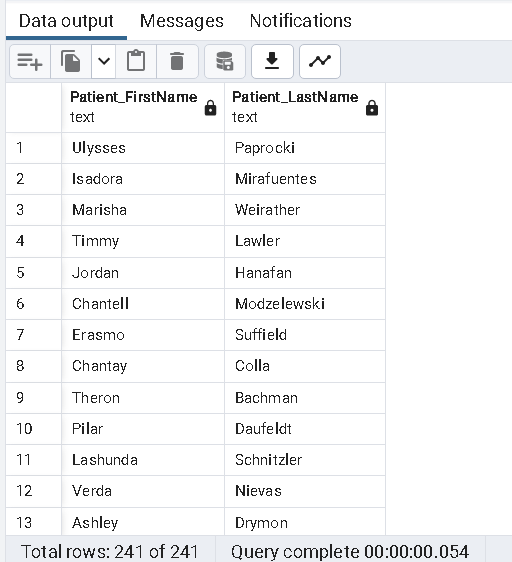 Data output Messages Notifications
Patient_FirstName Patient_LastName
text text
1 Ulysses Paprocki
2 Isadora Mirafuentes
3 Marisha Weirather
4 Timmy Lawler
5 Jordan Hanafan
6 Chantell Modzelewski
7 Erasmo Suffield
8 Chantay Colla
9 Theron Bachman
10 Pilar Daufeldt
11 Lashunda Schnitzler
12 Verda Nievas
13 Ashley Drymon
Total rows: 241 of 241 Query complete 00:00:00.054